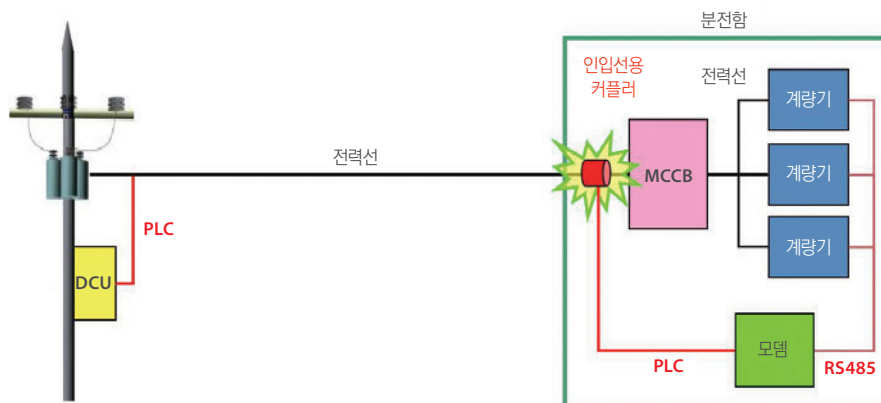 분전함
인입선용
커플러
전력선
계량기
전력선
MCCB
계량기
PLC
계량기
DCU
모뎀
PLC
RS485